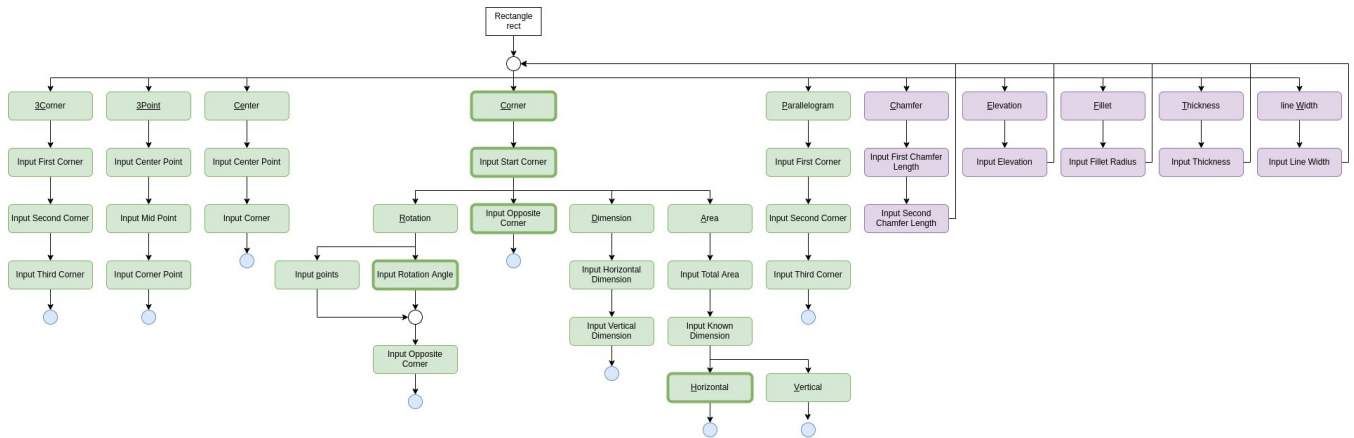 Rectangle
rect
3Corner
3Point
Center
Corner
Parallelogram
Chamfer
Elevation
Fillet
Thickness
line Width
Input First Corner
Input Center Point
Input Center Point
Input Start Corner
Input First Corner
Input First Chamfer
Length
Input Elevation
Input Fillet Radius
Input Thickness
Input Line Width
Input Second Corner
Input Mid Point
Input Corner
Rotation
Input Opposite
Corner
Dimension
Area
Input Second Corner
Input Second
Chamfer Length
Input Third Corner
Input Corner Point
Input points
Input Rotation Angle
Input Horizontal
Dimension
Input Total Area
Input Third Corner
Input Vertical
Dimension
Input Known
Dimension
Input Opposite
Corner
Horizontal
Vertical